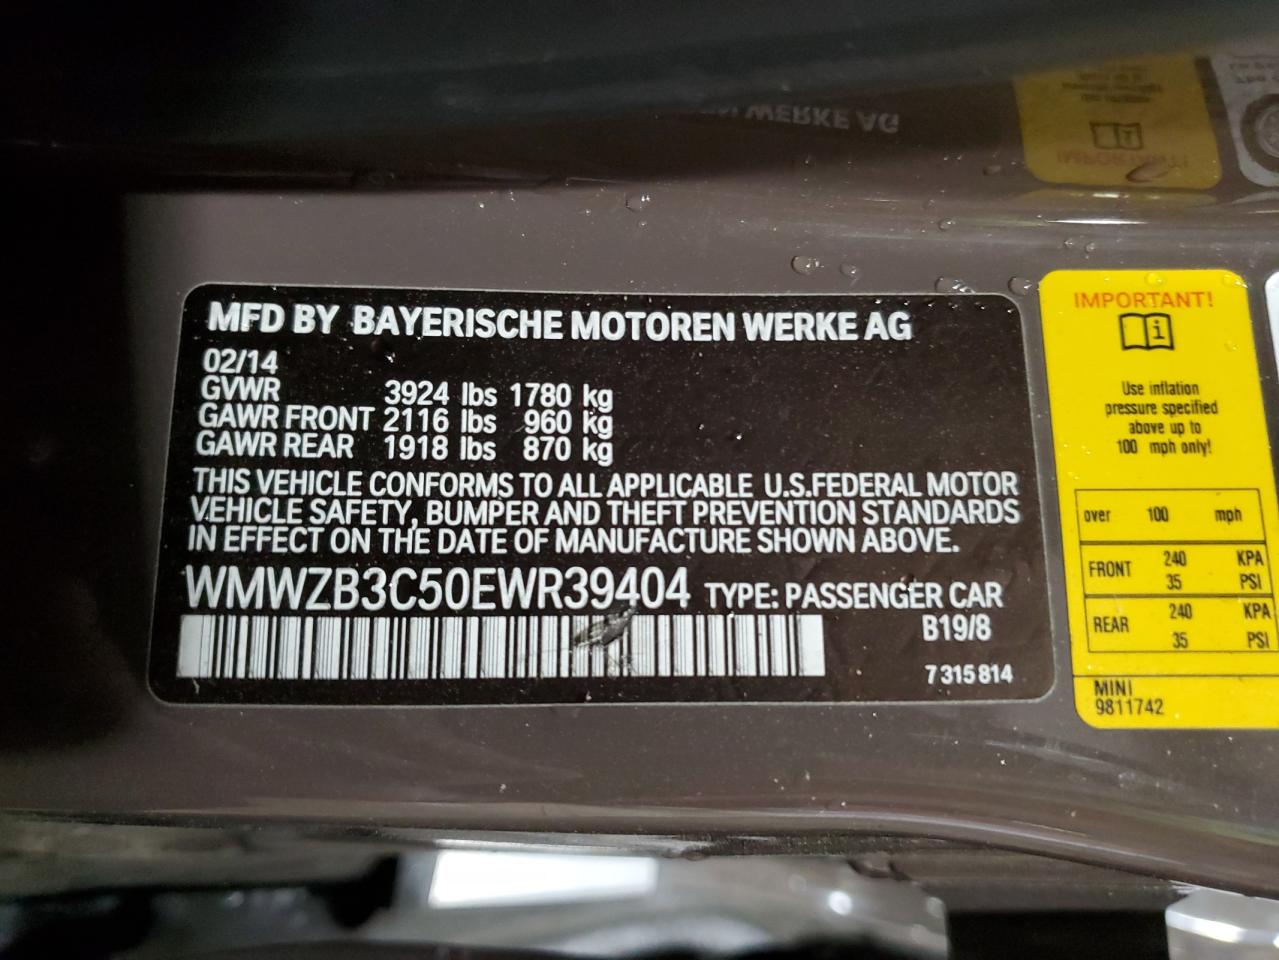 MFD BY BAYERISCHE MOTOREN WERKE AG
02/14
GVWR 3924 lbs 1780 kg
GAWR FRONT 2116 lbs 960 kg
GAWR REAR 1918 lbs 870 kg
THIS VEHICLE CONFORMS TO ALL APPLICABLE U.S.FEDERAL MOTOR
VEHICLE SAFETY, BUMPER AND THEFT PREVENTION STANDARDS
IN EFFECT ON THE DATE OF MANUFACTURE SHOWN ABOVE.
WMWZB3C50EWR39404 TYPE: PASSENGER CAR
B19/8
7 315 814
IMPORTANT!
i
Use inflation
pressure specified
above up to
100 mph only!
over 100 mph
FRONT 240 KPA
35 PSI
REAR 240 KPA
35 PSI
MINI
9811742
WERKE AG
IMPORTANT!